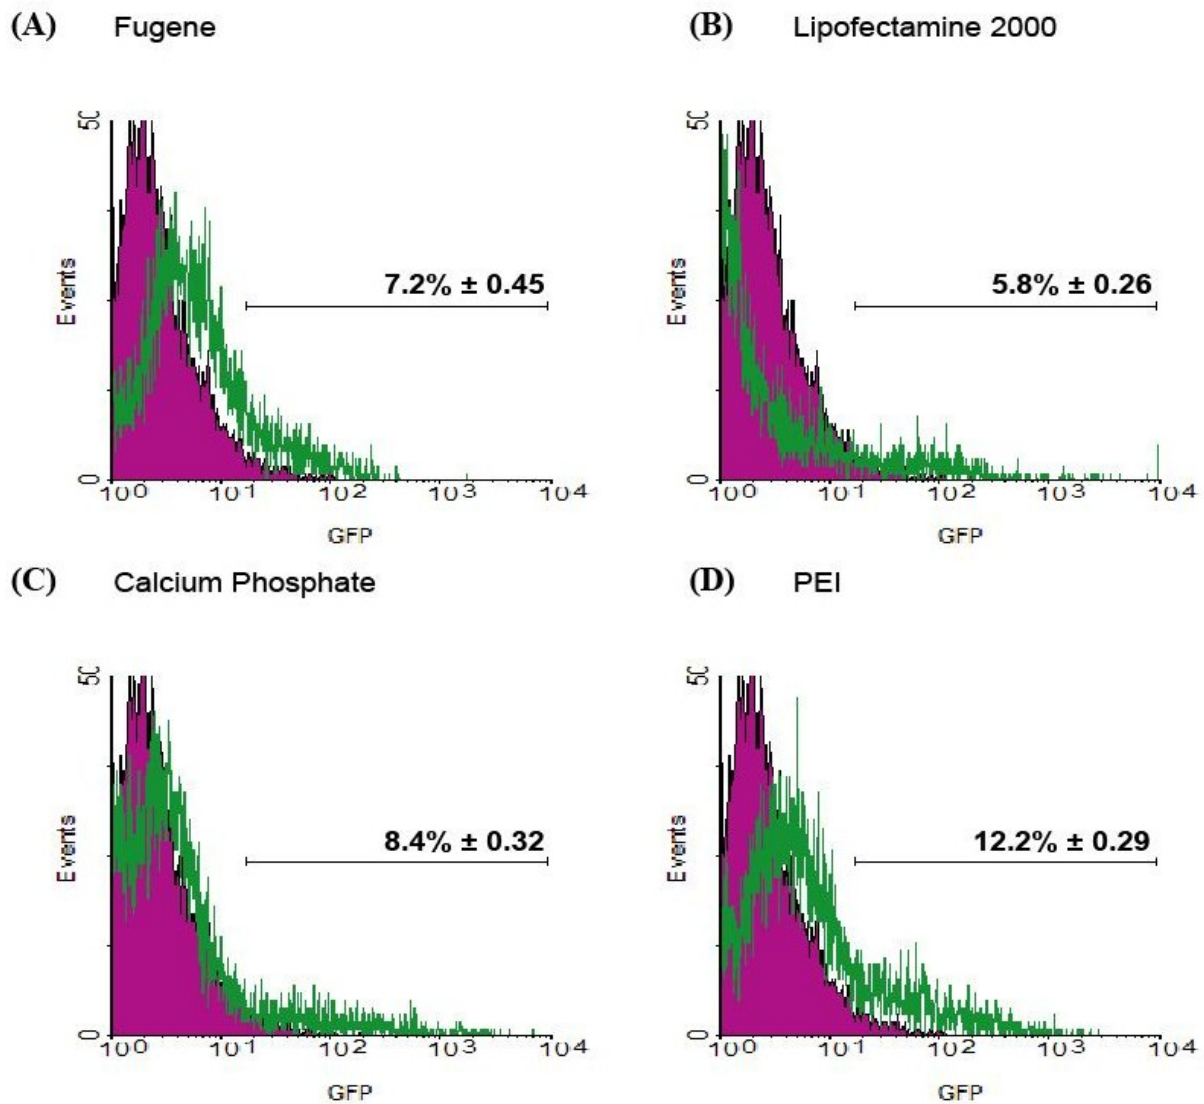 (A) Fugene
(B) Lipofectamine 2000
50
Events
7.2% ± 0.45
0
10⁰ 10¹ 10² 10³ 10⁴
GFP
50
Events
5.8% ± 0.26
0
10⁰ 10¹ 10² 10³ 10⁴
GFP
(C) Calcium Phosphate
(D) PEI
50
Events
8.4% ± 0.32
0
10⁰ 10¹ 10² 10³ 10⁴
GFP
50
Events
12.2% ± 0.29
0
10⁰ 10¹ 10² 10³ 10⁴
GFP